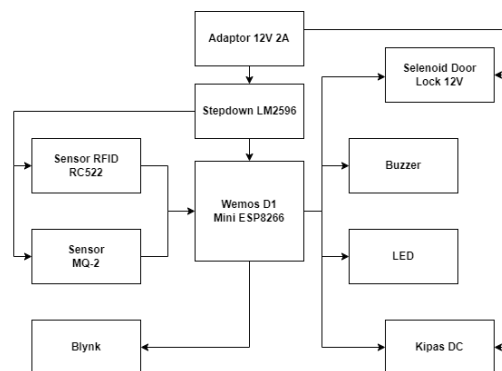 Adaptor 12V 2A
Selenoid Door
Lock 12V
Stepdown LM2596
Sensor RFID
RC522
Buzzer
Wemos D1
Mini ESP8266
Sensor
MQ-2
LED
Blynk
Kipas DC